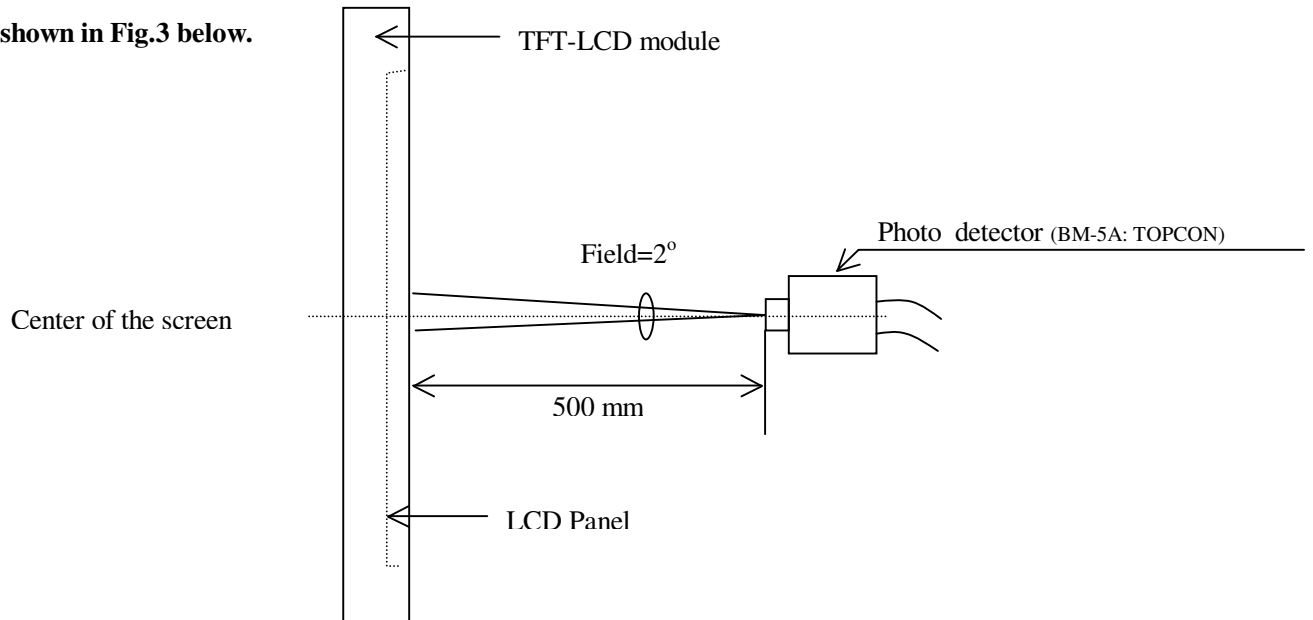 shown in Fig.3 below.
TFT-LCD module
Photo detector (BM-5A: TOPCON)
Field=2°
Center of the screen
500 mm
LCD Panel